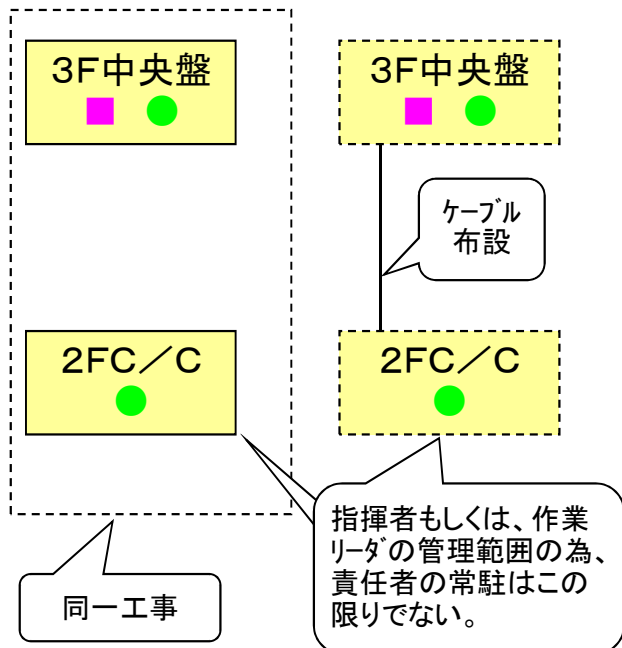 3F中央盤
3F中央盤
ｹｰﾌﾞﾙ
布設
2FC／C
2FC／C
指揮者もしくは、作業
ﾘｰﾀﾞの管理範囲の為、
責任者の常駐はこの
限りでない。
同一工事